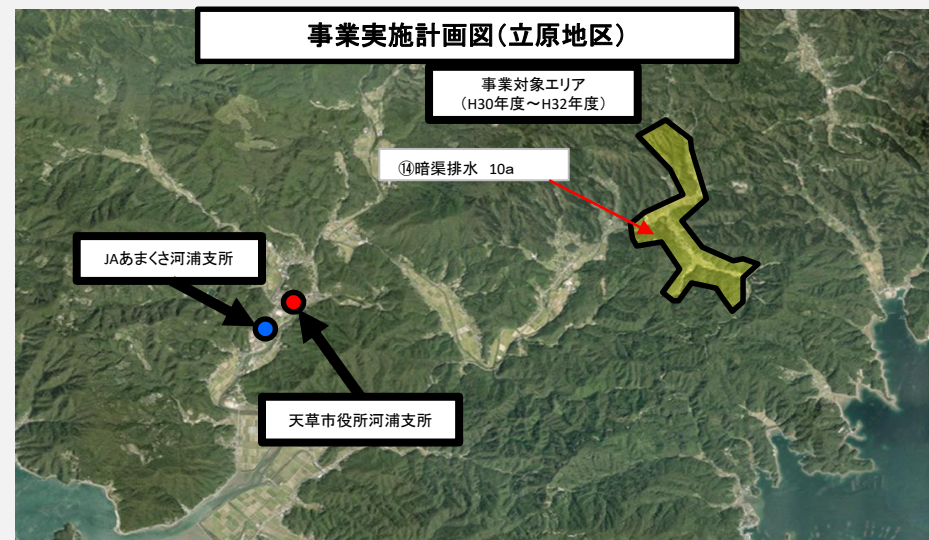 事業実施計画図(立原地区)
事業対象エリア
(H30年度～H32年度)
⑭暗渠排水 10a
JAあまくさ河浦支所
天草市役所河浦支所